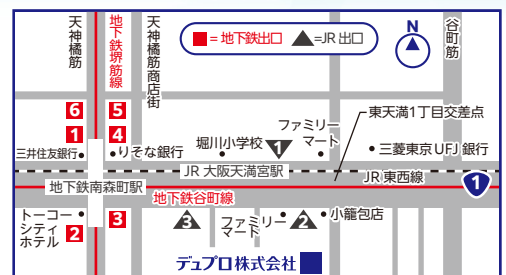 天神橋筋
地下鉄堺筋線
天神橋筋商店街
■=地下鉄出口 ▲=JR出口
N
谷町筋
6
5
1
4
三井住友銀行
りそな銀行
堀川小学校
1
ファミリー
マート
東天満1丁目交差点
三菱東京UFJ銀行
JR 大阪天満宮駅
JR 東西線
地下鉄南森町駅
地下鉄谷町線
1
トーコー
シティ
ホテル
2
3
3
ファミリー
マート
2
小籠包店
デュプロ株式会社